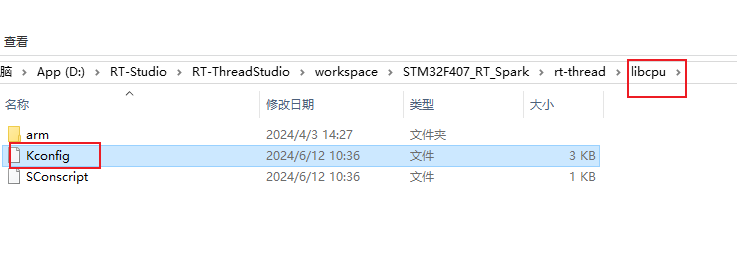 查看
脑 › App (D:) › RT-Studio › RT-ThreadStudio › workspace › STM32F407_RT_Spark › rt-thread › libcpu ›
名称 修改日期 类型 大小
arm 2024/4/3 14:27 文件夹
Kconfig 2024/6/12 10:36 文件 3 KB
SConscript 2024/6/12 10:36 文件 1 KB